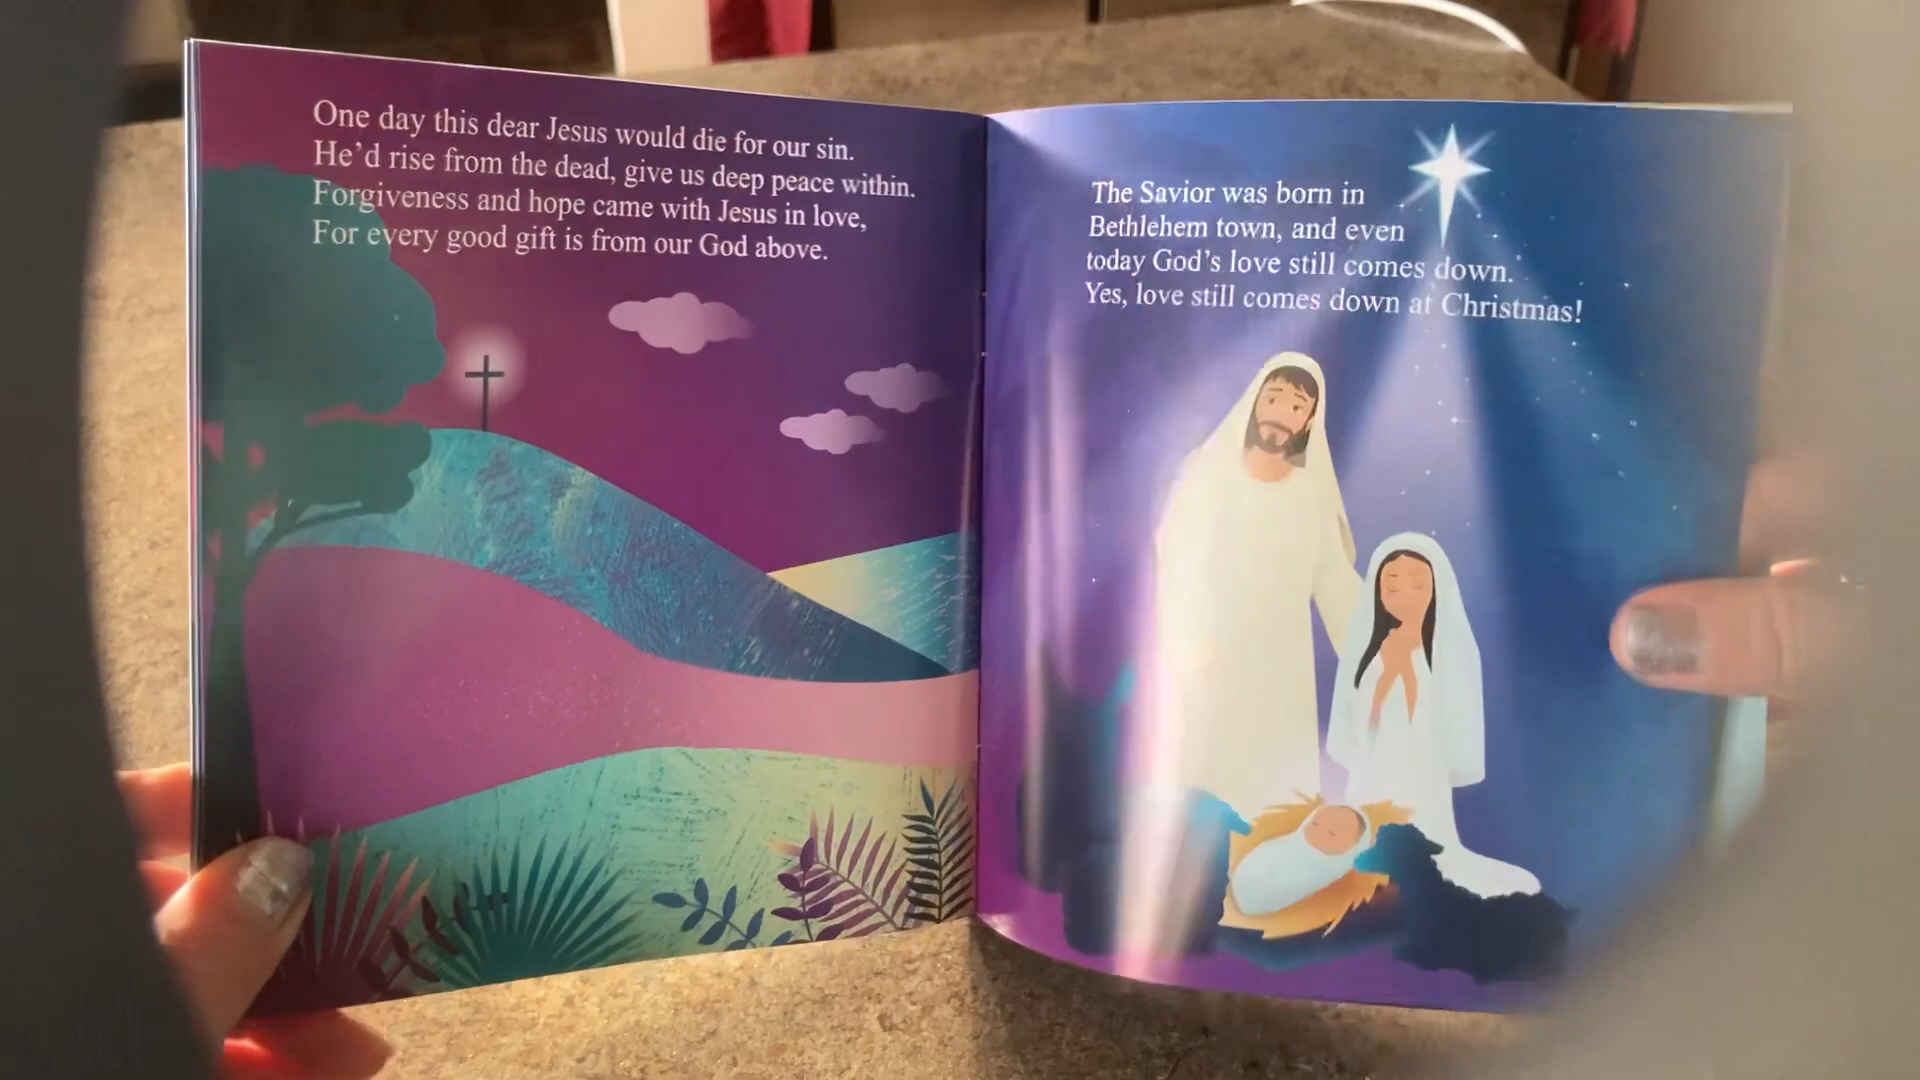 One day this dear Jesus would die for our sin.
He’d rise from the dead, give us deep peace within.
Forgiveness and hope came with Jesus in love,
For every good gift is from our God above.
The Savior was born in
Bethlehem town, and even
today God’s love still comes down.
Yes, love still comes down at Christmas!